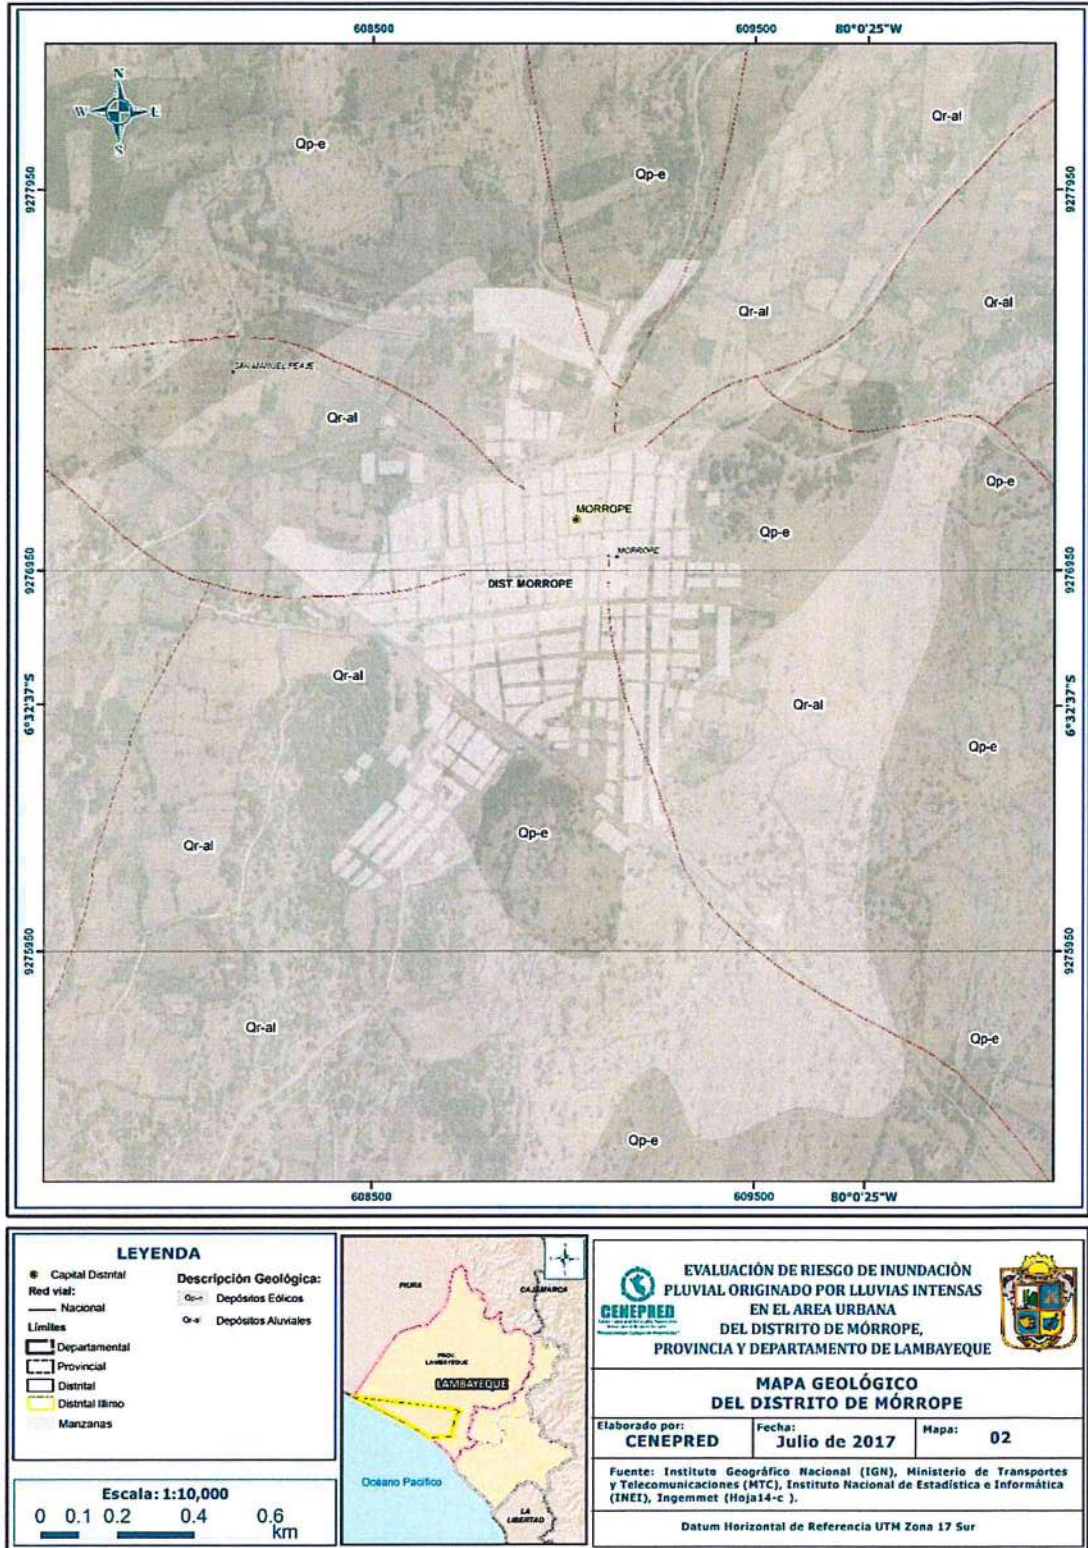 608500
609500
80°0'25"W
N
W
E
S
Qp-e
Qp-e
Qr-al
9277950
9277950
Qr-al
Qr-al
SAN MANUEL PEAJE
Qr-al
Qp-e
MORROPE
Qp-e
MORROPE
9276950
9276950
DIST. MORROPE
Qr-al
Qr-al
6°32'37"S
6°32'37"S
Qp-e
Qp-e
Qr-al
9275950
9275950
Qr-al
Qp-e
Qp-e
608500
609500
80°0'25"W
LEYENDA
Capital Distrital
Red vial:
Nacional
Límites
Departamental
Provincial
Distrital
Distrital Illimo
Manzanas
Descripción Geológica:
Qp-e Depósitos Eólicos
Qr-al Depósitos Aluviales
Escala: 1:10,000
0 0.1 0.2 0.4 0.6
km
PIURA
CAJAMARCA
PROV.
LAMBAYEQUE
LAMBAYEQUE
Océano Pacífico
LA
LIBERTAD
CENEPRED
EVALUACIÓN DE RIESGO DE INUNDACIÓN
PLUVIAL ORIGINADO POR LLUVIAS INTENSAS
EN EL AREA URBANA
DEL DISTRITO DE MÓRROPE,
PROVINCIA Y DEPARTAMENTO DE LAMBAYEQUE
MAPA GEOLÓGICO
DEL DISTRITO DE MÓRROPE
Elaborado por:
CENEPRED
Fecha:
Julio de 2017
Mapa:
02
Fuente: Instituto Geográfico Nacional (IGN), Ministerio de Transportes
y Telecomunicaciones (MTC), Instituto Nacional de Estadística e Informática
(INEI), Ingemmet (Hoja14-c ).
Datum Horizontal de Referencia UTM Zona 17 Sur